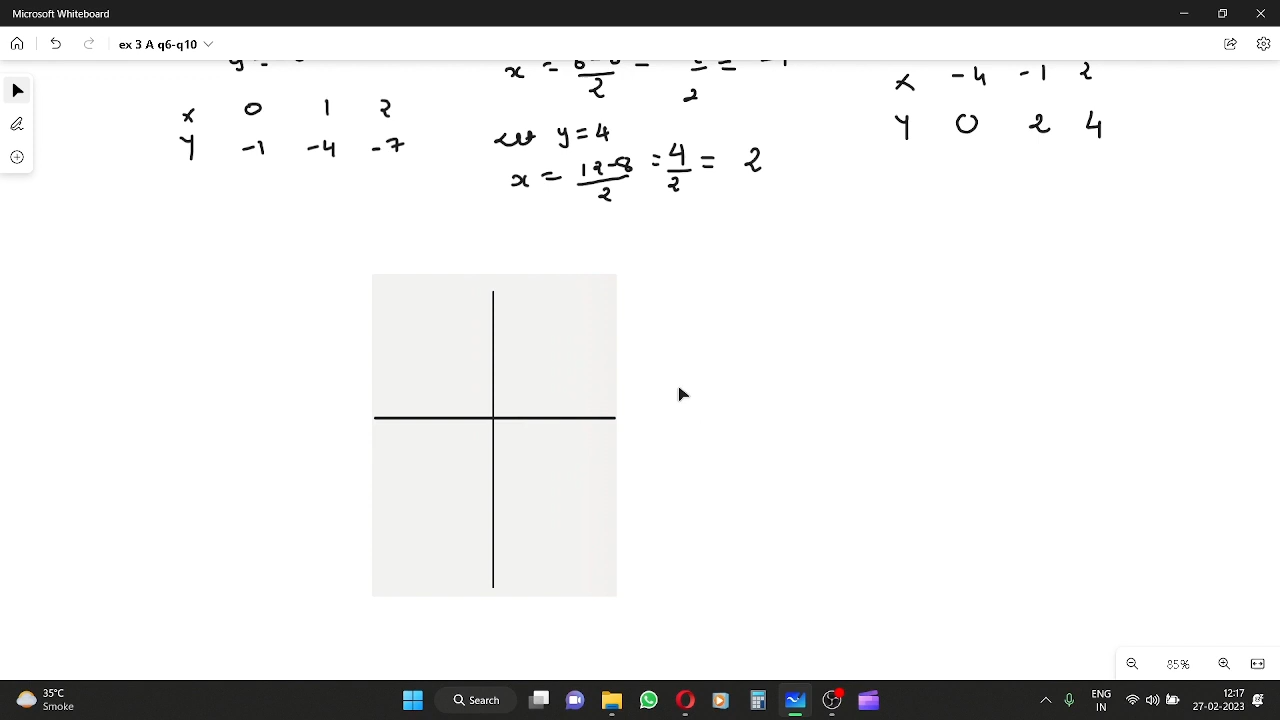 Microsoft Whiteboard
ex 3 A q6-q10
x 0 1 2
y -1 -4 -7
let y = 4
x = 12-8/2 = 4/2 = 2
x -4 -1 2
y 0 2 4
85%
35°C
Smoke
Search
ENG
IN
12:17
27-02-2023